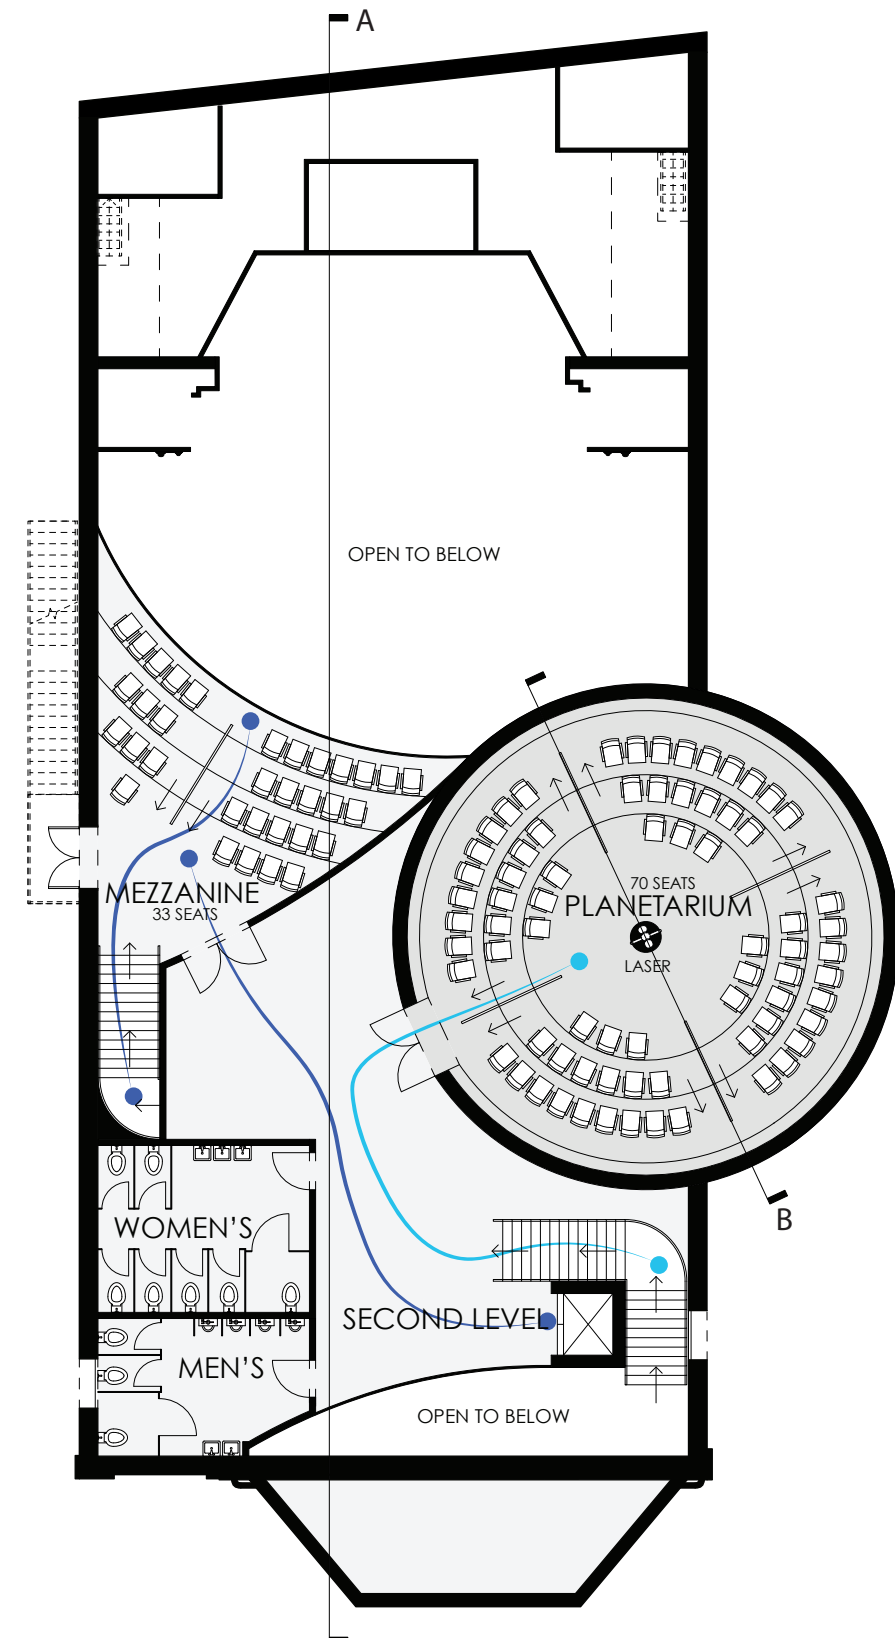 A
OPEN TO BELOW
MEZZANINE
33 SEATS
70 SEATS
PLANETARIUM
LASER
B
WOMEN'S
SECOND LEVEL
MEN'S
OPEN TO BELOW